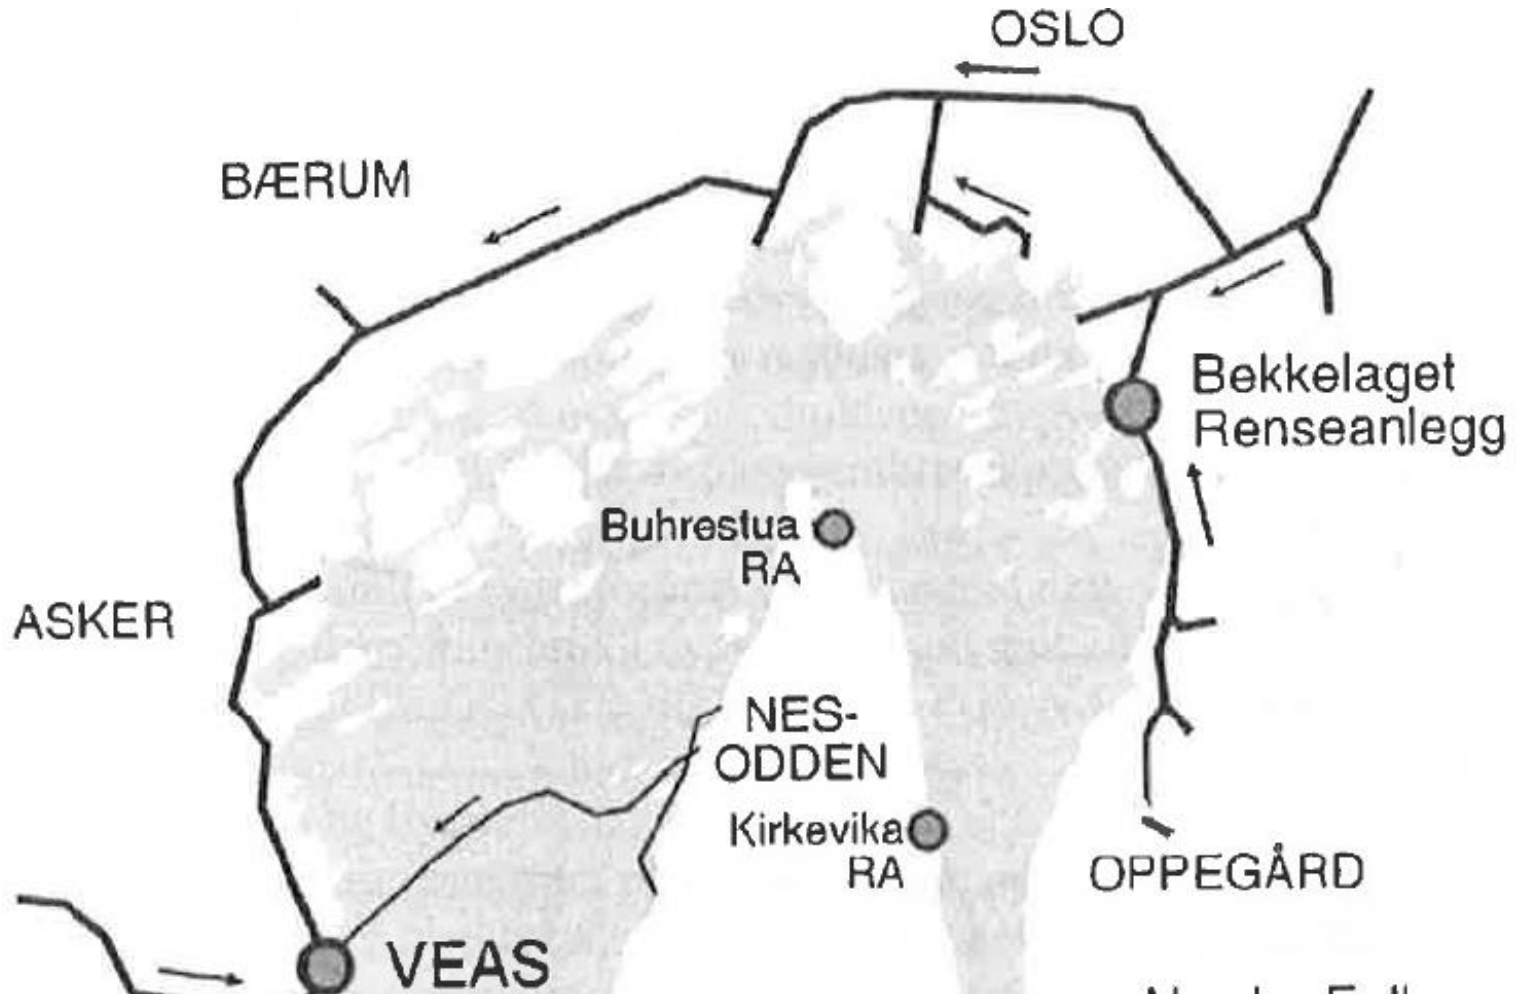 OSLO
BÆRUM
Bekkelaget
Renseanlegg
Buhrestua
RA
ASKER
NES-
ODDEN
Kirkevika
RA
OPPEGÅRD
VEAS